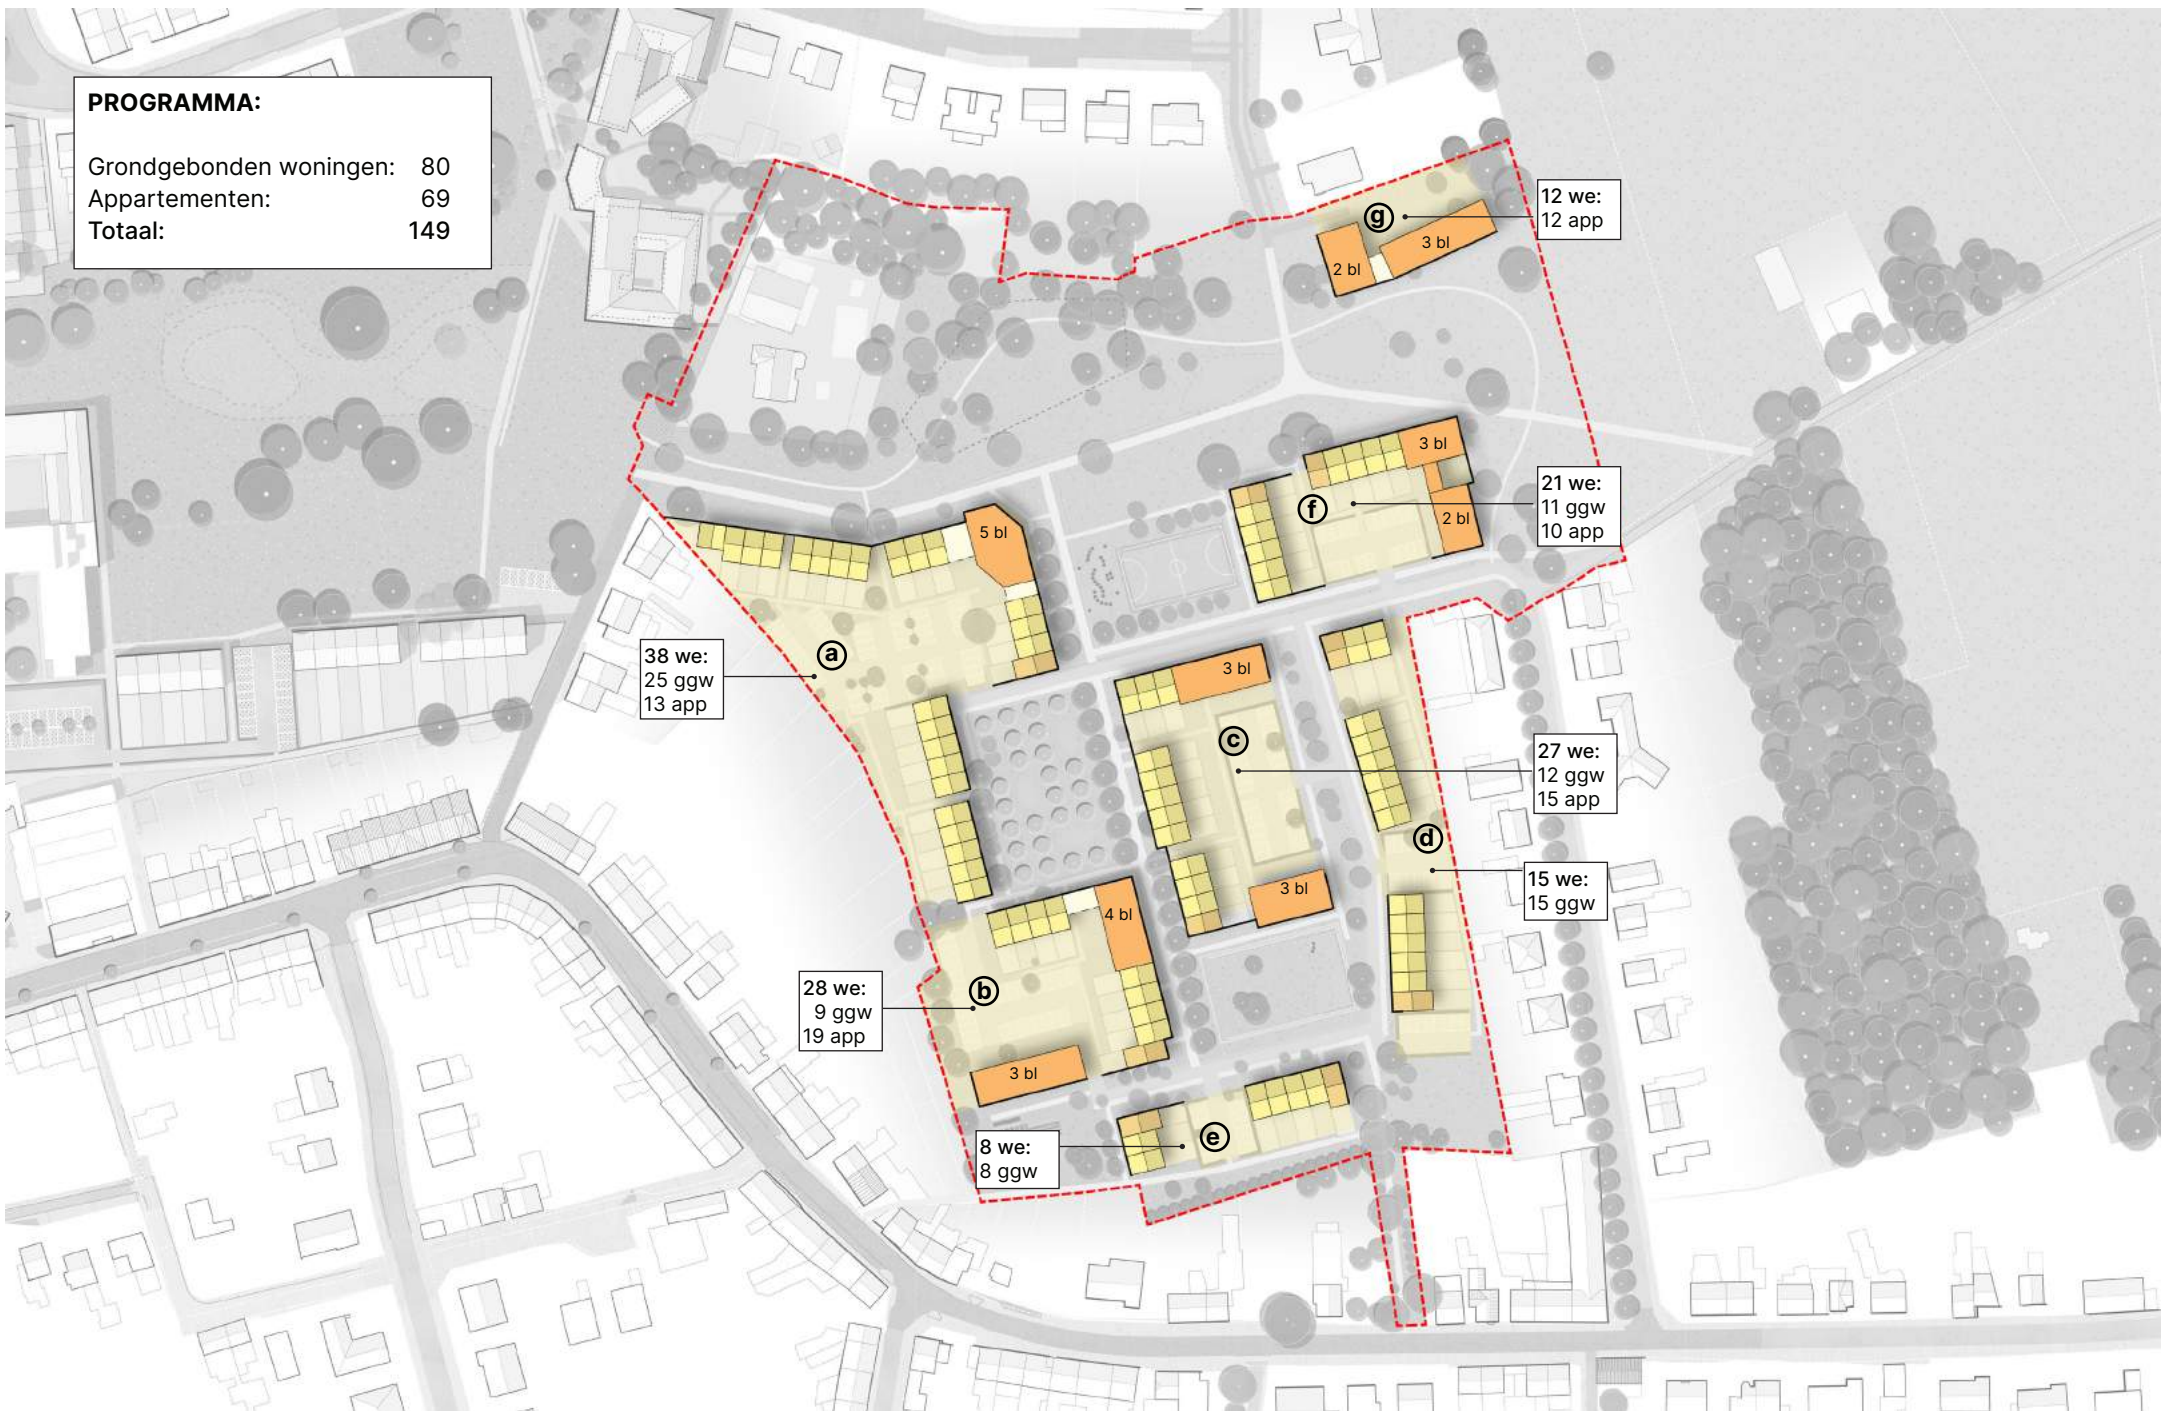 PROGRAMMA:
Grondgebonden woningen: 80
Appartementen: 69
Totaal: 149
12 we:
12 app
g
3 bl
2 bl
3 bl
21 we:
11 ggw
10 app
f
2 bl
5 bl
38 we:
25 ggw
13 app
a
3 bl
c
27 we:
12 ggw
15 app
d
15 we:
15 ggw
3 bl
4 bl
28 we:
9 ggw
19 app
b
3 bl
8 we:
8 ggw
e